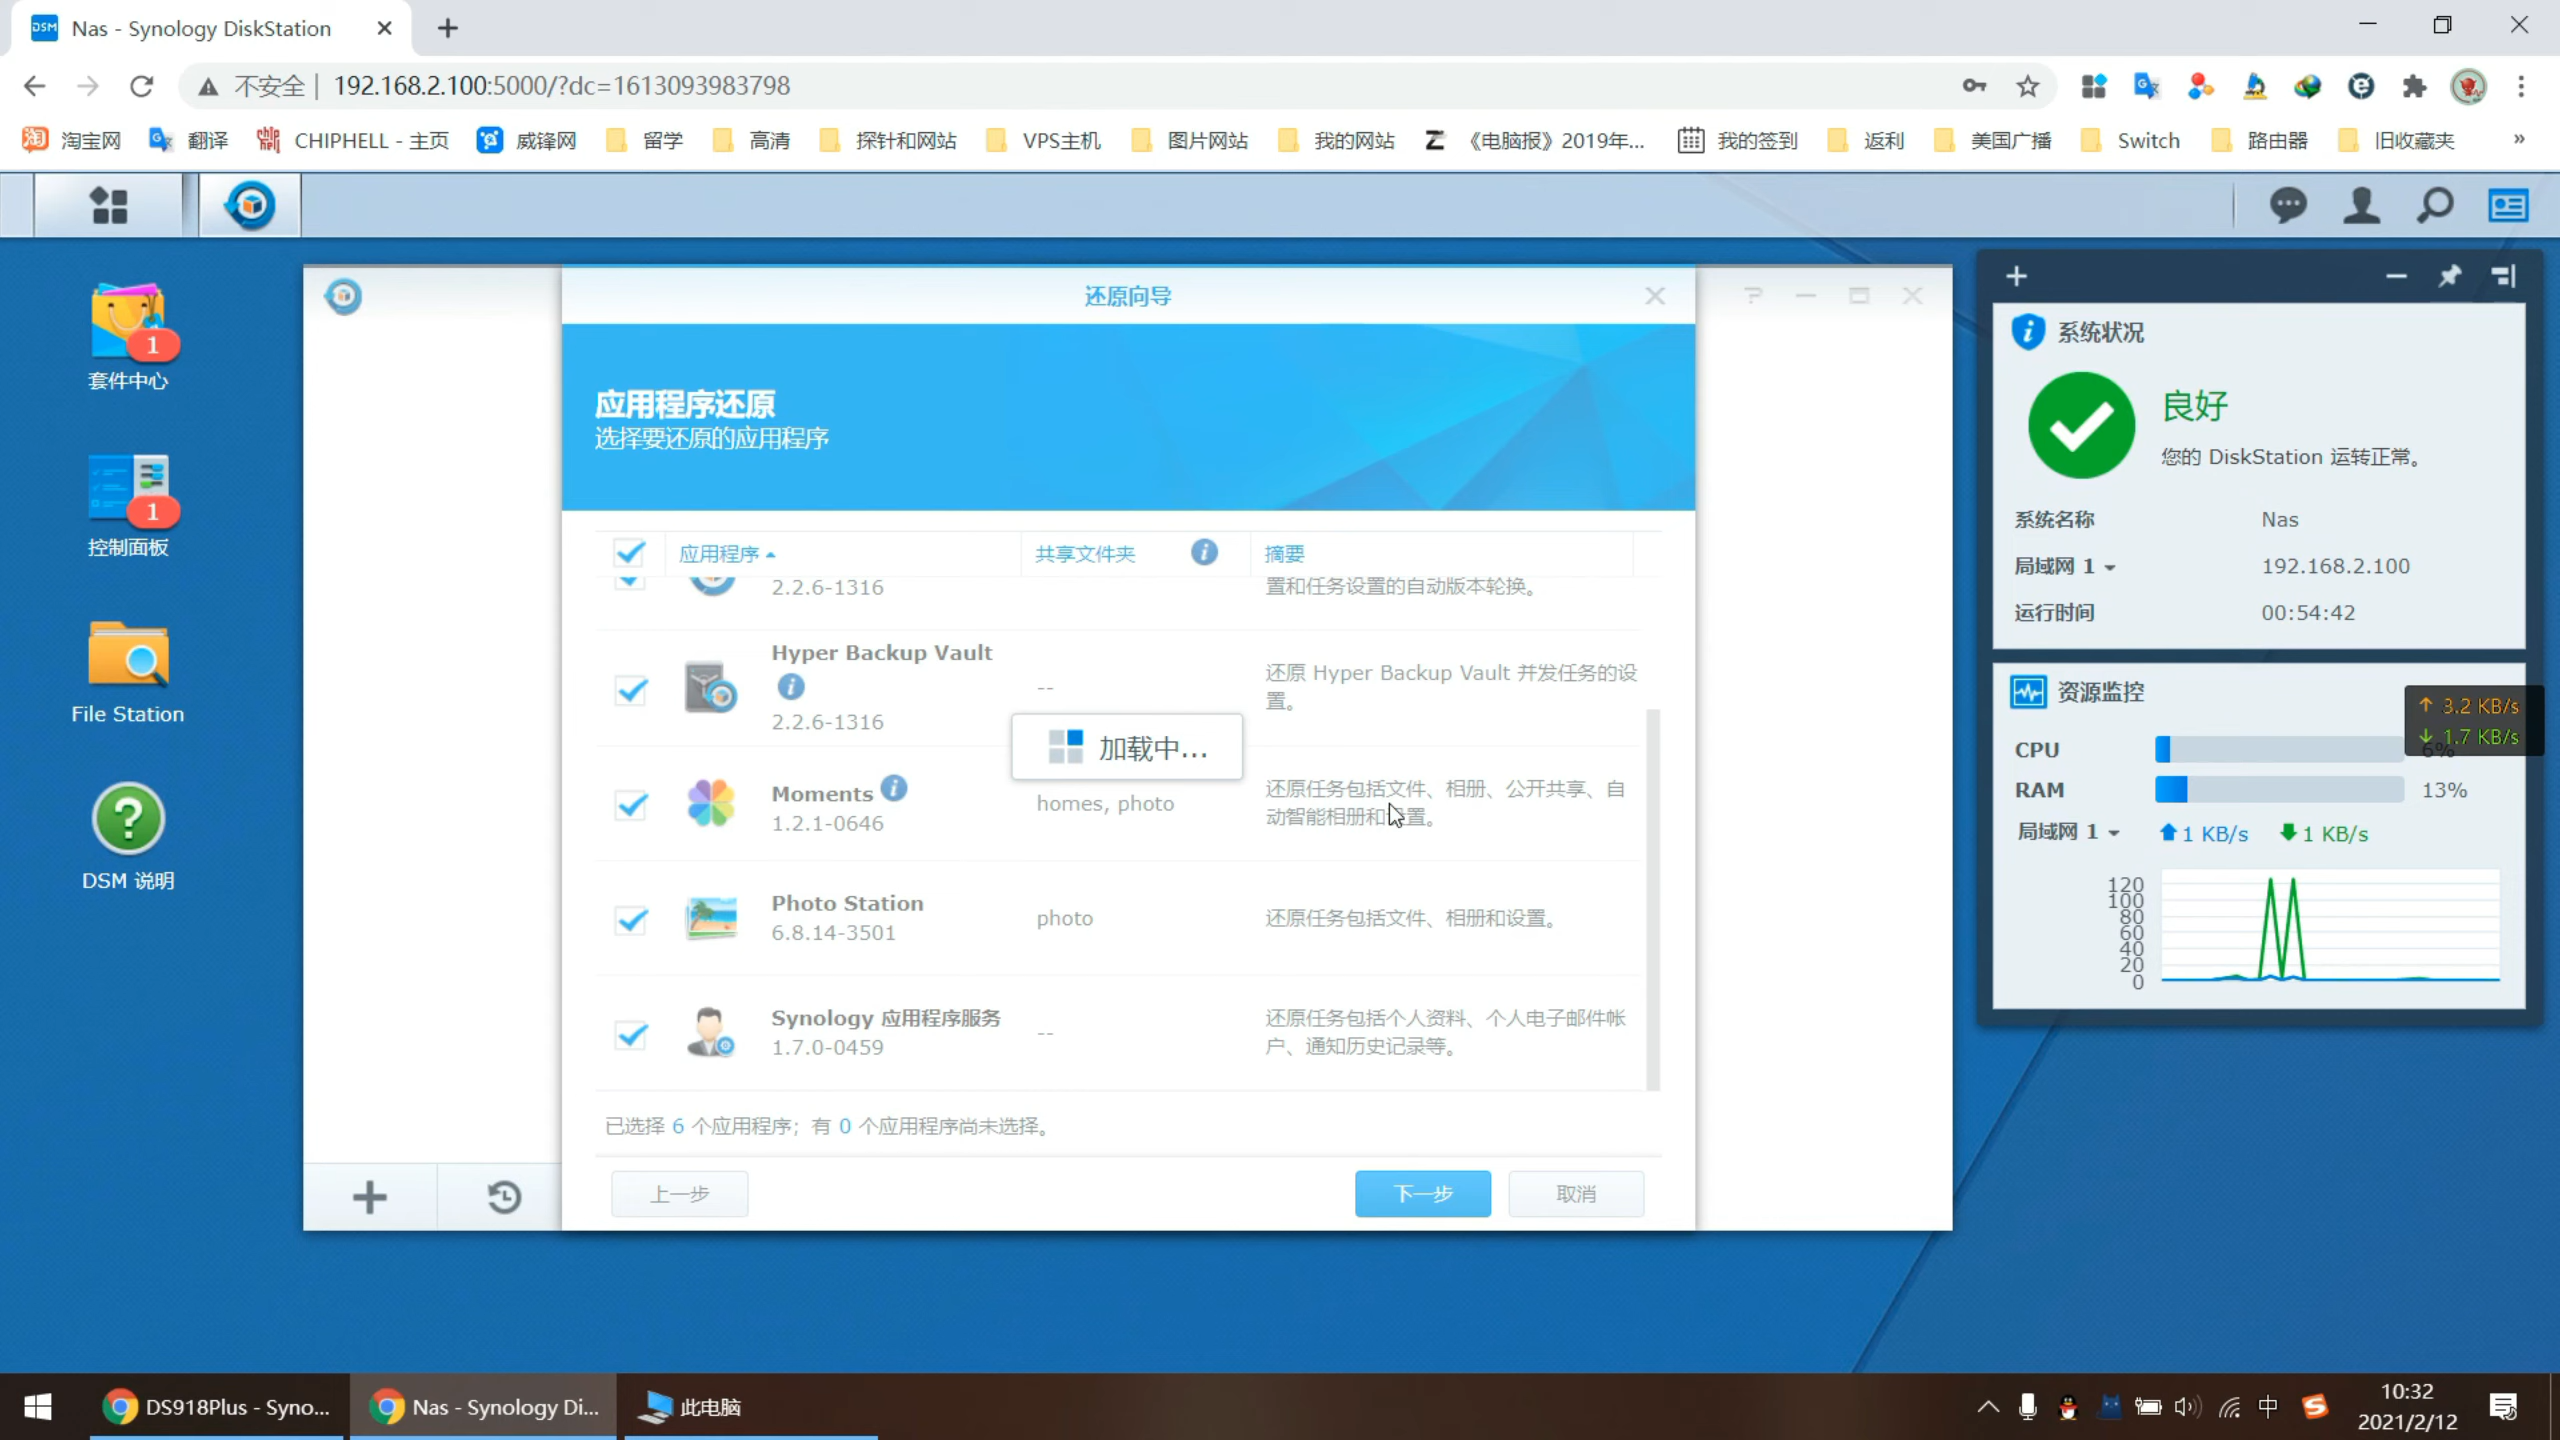 Nas - Synology DiskStation
不安全 | 192.168.2.100:5000/?dc=1613093983798
淘宝网 翻译 CHIPHELL - 主页 威锋网 留学 高清 探针和网站 VPS主机 图片网站 我的网站 《电脑报》2019年... 我的签到 返利 美国广播 Switch 路由器 旧收藏夹 »
1
套件中心
1
控制面板
File Station
DSM 说明
还原向导
应用程序还原
选择要还原的应用程序
应用程序 共享文件夹 摘要
2.2.6-1316 置和任务设置的自动版本轮换。
Hyper Backup Vault
2.2.6-1316
--
还原 Hyper Backup Vault 并发任务的设
置。
加载中...
Moments
1.2.1-0646
homes, photo
还原任务包括文件、相册、公开共享、自
动智能相册和设置。
Photo Station
6.8.14-3501
photo
还原任务包括文件、相册和设置。
Synology 应用程序服务
1.7.0-0459
--
还原任务包括个人资料、个人电子邮件帐
户、通知历史记录等。
已选择 6 个应用程序；有 0 个应用程序尚未选择。
上一步 下一步 取消
系统状况
良好
您的 DiskStation 运转正常。
系统名称 Nas
局域网 1 192.168.2.100
运行时间 00:54:42
资源监控
3.2 KB/s
1.7 KB/s
CPU 6%
RAM 13%
局域网 1 1 KB/s 1 KB/s
120
100
80
60
40
20
0
DS918Plus - Syno...
Nas - Synology Di...
此电脑
中
10:32
2021/2/12